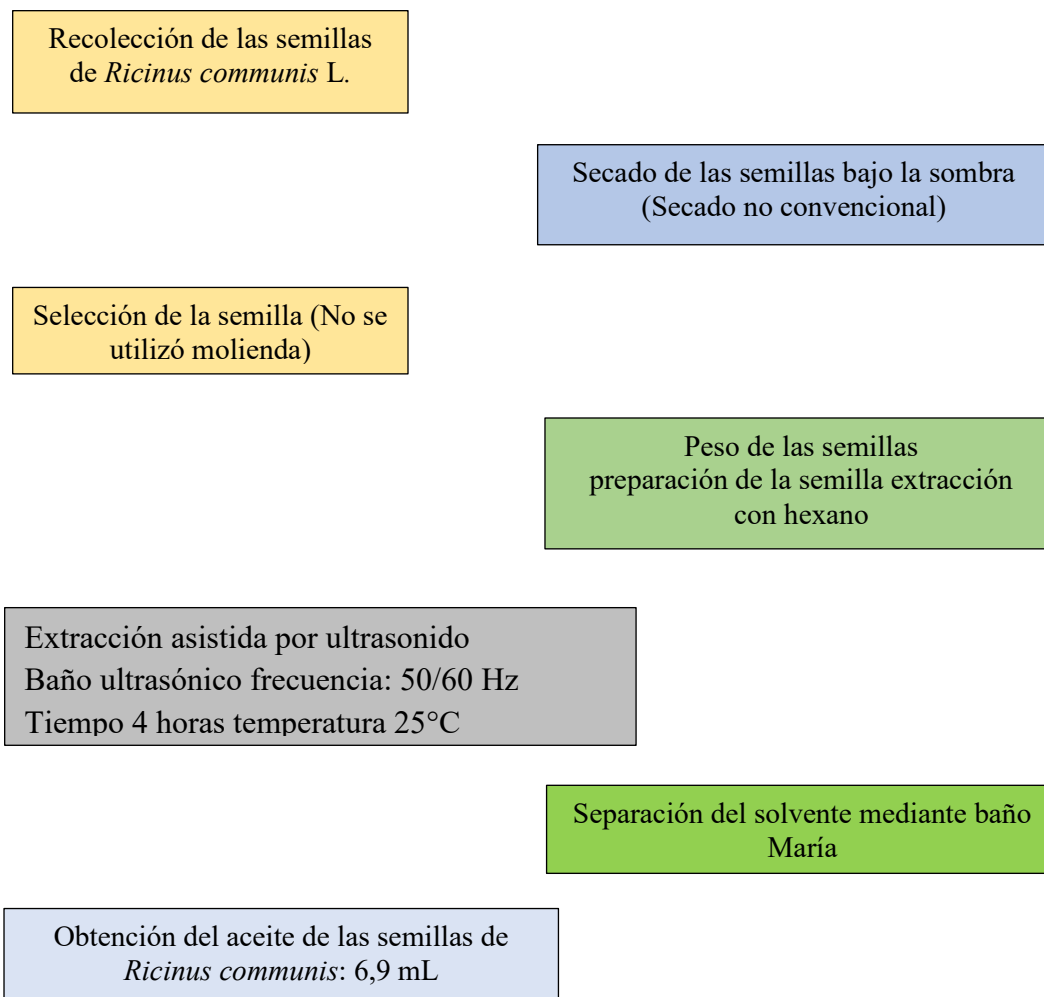 Recolección de las semillas
de Ricinus communis L.
Secado de las semillas bajo la sombra
(Secado no convencional)
Selección de la semilla (No se
utilizó molienda)
Peso de las semillas
preparación de la semilla extracción
con hexano
Extracción asistida por ultrasonido
Baño ultrasónico frecuencia: 50/60 Hz
Tiempo 4 horas temperatura 25°C
Separación del solvente mediante baño
María
Obtención del aceite de las semillas de
Ricinus communis: 6,9 mL